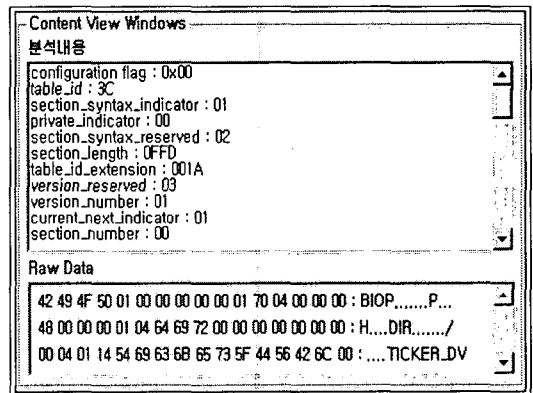 Content View Windows
분석내용
configuration flag : 0x00
table_id : 3C
section_syntax_indicator : 01
private_indicator : 00
section_syntax_reserved : 02
section_length : 0FFD
table_id_extension : 001A
version_reserved : 03
version_number : 01
current_next_indicator : 01
section_number : 00
Raw Data
42 49 4F 50 01 00 00 00 00 00 01 70 04 00 00 00 : BIOP.......P...
48 00 00 00 01 04 64 69 72 00 00 00 00 00 00 00 : H....DIR......./
00 04 01 14 54 69 63 6B 65 73 5F 44 56 42 6C 00 : ....TICKER_DV